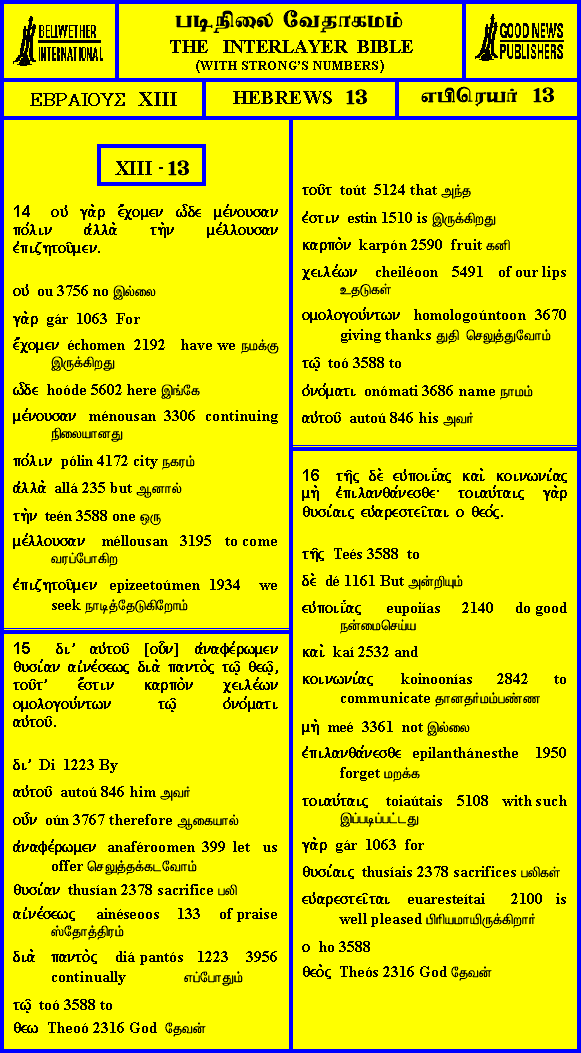 BELLWETHER
INTERNATIONAL
படிநிலை வேதாகமம்
THE INTERLAYER BIBLE
(WITH STRONG'S NUMBERS)
GOOD NEWS
PUBLISHERS
ΕΒΡΑΙΟΥΣ XIII
HEBREWS 13
எபிரெயர் 13
XIII - 13
14 οὐ γὰρ ἔχομεν ὧδε μένουσαν
πόλιν ἀλλὰ τὴν μέλλουσαν
ἐπιζητοῦμεν.
οὐ ou 3756 no இல்லை
γὰρ gár 1063 For
ἔχομεν échomen 2192 have we நமக்கு
இருக்கிறது
ὧδε hoóde 5602 here இங்கே
μένουσαν ménousan 3306 continuing
நிலையானது
πόλιν pólin 4172 city நகரம்
ἀλλὰ allá 235 but ஆனால்
τὴν teén 3588 one ஒரு
μέλλουσαν méllousan 3195 to come
வரப்போகிற
ἐπιζητοῦμεν epizeetoúmen 1934 we
seek நாடித்தேடுகிறோம்
15 δι’ αὐτοῦ [οὖν] ἀναφέρωμεν
θυσίαν αἰνέσεως διὰ παντὸς τῷ θεῷ,
τοῦτ’ ἔστιν καρπὸν χειλέων
ομολογούντων τῷ ὀνόματι
αὐτοῦ.
δι’ Di 1223 By
αὐτοῦ autoú 846 him அவர்
οὖν oún 3767 therefore ஆகையால்
ἀναφέρωμεν anaféroomen 399 let us
offer செலுத்தக்கடவோம்
θυσίαν thusían 2378 sacrifice பலி
αἰνέσεως ainéseoos 133 of praise
ஸ்தோத்திரம்
διὰ παντὸς diá pantós 1223 3956
continually எப்போதும்
τῷ toó 3588 to
θεω Theoó 2316 God தேவன்
τοῦτ toút 5124 that அந்த
ἐστιν estin 1510 is இருக்கிறது
καρπὸν karpón 2590 fruit கனி
χειλέων cheiléoon 5491 of our lips
உதடுகள்
ομολογούντων homologoúntoon 3670
giving thanks துதி செலுத்துவோம்
τῷ toó 3588 to
ὀνόματι onómati 3686 name நாமம்
αὐτοῦ autoú 846 his அவர்
16 τῆς δὲ εὐποιΐας καὶ κοινωνίας
μὴ ἐπιλανθάνεσθε· τοιαύταις γὰρ
θυσίαις εὐαρεστεῖται ο θεός.
τῆς Teés 3588 to
δὲ dé 1161 But அன்றியும்
εὐποιΐας eupoiïas 2140 do good
நன்மைசெய்ய
καὶ kaí 2532 and
κοινωνίας koinoonías 2842 to
communicate தானதர்மம்பண்ண
μὴ meé 3361 not இல்லை
ἐπιλανθάνεσθε epilanthánesthe 1950
forget மறக்க
τοιαύταις toiaútais 5108 with such
இப்படிப்பட்டது
γὰρ gár 1063 for
θυσίαις thusíais 2378 sacrifices பலிகள்
εὐαρεστεῖται euaresteítai 2100 is
well pleased பிரியமாயிருக்கிறார்
ο ho 3588
θεὸς Theós 2316 God தேவன்